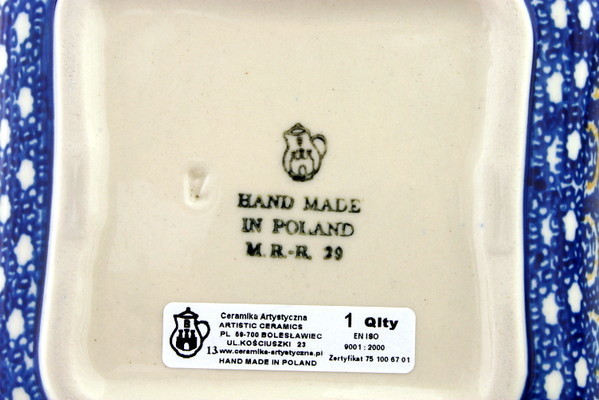 B
HAND MADE
IN POLAND
M.R.-R. 29
B
Ceramika Artystyczna
ARTISTIC CERAMICS
PL 59-700 BOLESŁAWIEC
UL.KOŚCIUSZKI 23
13 www.ceramika-artystyczna.pl
HAND MADE IN POLAND
1 Qlty
EN ISO
9001 : 2000
Zertyfikat 75 100 67 01